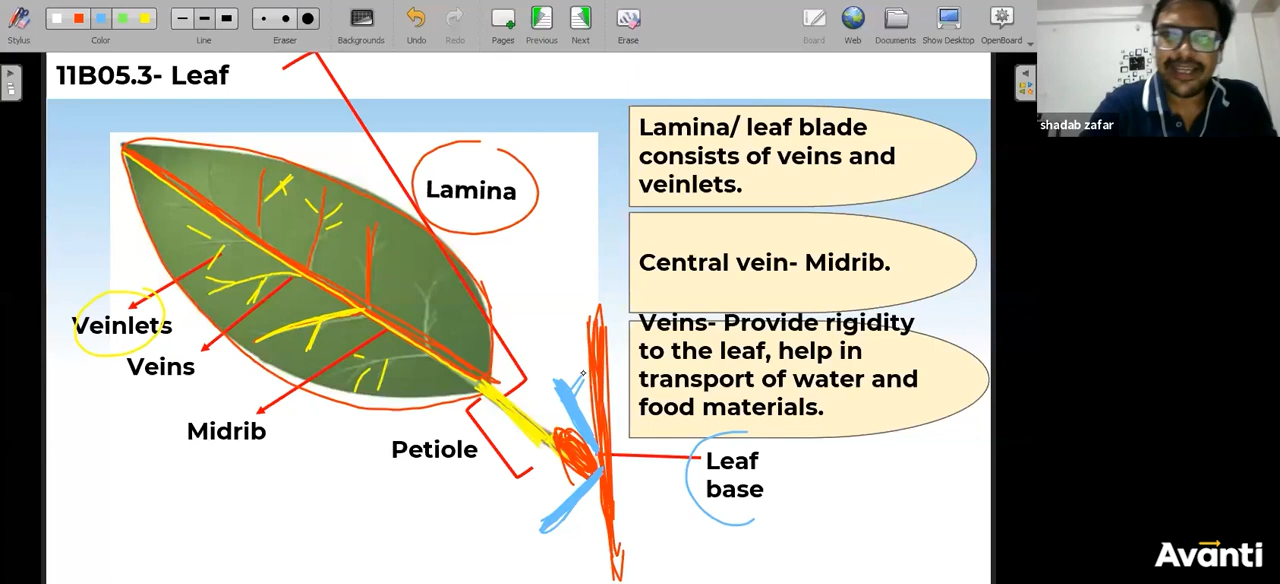 Stylus
Color
Line
Eraser
Backgrounds
Undo
Redo
Pages
Previous
Next
Erase
Board
Web
Documents
Show Desktop
OpenBoard
shadab zafar
11B05.3- Leaf
Lamina
Veinlets
Veins
Midrib
Petiole
Lamina/ leaf blade
consists of veins and
veinlets.
Central vein- Midrib.
Veins- Provide rigidity
to the leaf, help in
transport of water and
food materials.
Leaf
base
Avanti